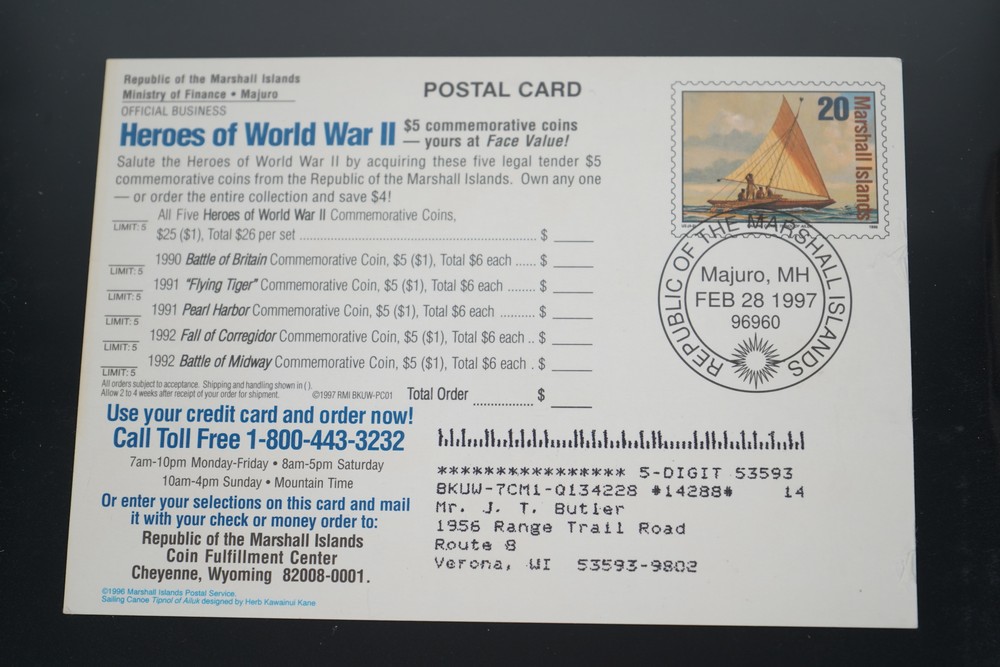 Republic of the Marshall Islands
Ministry of Finance • Majuro
OFFICIAL BUSINESS
POSTAL CARD
Heroes of World War II $5 commemorative coins
— yours at Face Value!
Salute the Heroes of World War II by acquiring these five legal tender $5
commemorative coins from the Republic of the Marshall Islands. Own any one
— or order the entire collection and save $4!
All Five Heroes of World War II Commemorative Coins,
LIMIT: 5
$25 ($1), Total $26 per set ........................................................ $
1990 Battle of Britain Commemorative Coin, $5 ($1), Total $6 each ...... $
LIMIT: 5
1991 "Flying Tiger" Commemorative Coin, $5 ($1), Total $6 each ....... $
LIMIT: 5
1991 Pearl Harbor Commemorative Coin, $5 ($1), Total $6 each ......... $
LIMIT: 5
1992 Fall of Corregidor Commemorative Coin, $5 ($1), Total $6 each .. $
LIMIT: 5
1992 Battle of Midway Commemorative Coin, $5 ($1), Total $6 each . $
LIMIT: 5
All orders subject to acceptance. Shipping and handling shown in ( ).
Allow 2 to 4 weeks after receipt of your order for shipment. ©1997 RMI BKUW-PC01 Total Order ............... $
Use your credit card and order now!
Call Toll Free 1-800-443-3232
7am-10pm Monday-Friday • 8am-5pm Saturday
10am-4pm Sunday • Mountain Time
Or enter your selections on this card and mail
it with your check or money order to:
Republic of the Marshall Islands
Coin Fulfillment Center
Cheyenne, Wyoming 82008-0001.
©1996 Marshall Islands Postal Service.
Sailing Canoe Tipnol of Ailuk designed by Herb Kawainui Kane
20
Marshall Islands
REPUBLIC OF THE MARSHALL ISLANDS
Majuro, MH
FEB 28 1997
96960
**************** 5-DIGIT 53593
BKUW-7CM1-0134228 *14288* 14
Mr. J. T. Butler
1956 Range Trail Road
Route 8
Verona, WI 53593-9802